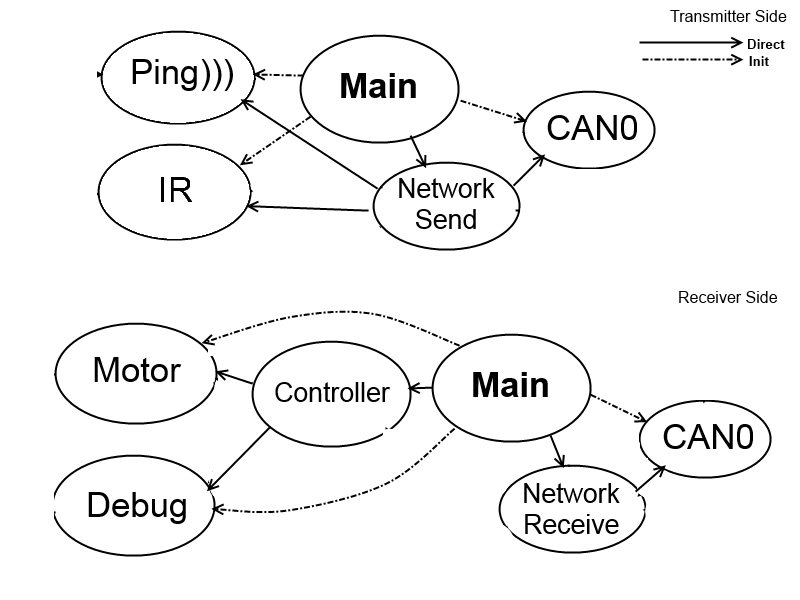 Transmitter Side
Direct
Init
Ping)))
Main
CAN0
IR
Network
Send
Receiver Side
Motor
Controller
Main
CAN0
Debug
Network
Receive